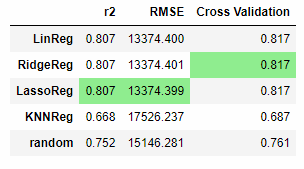 r2 RMSE Cross Validation
LinReg 0.807 13374.400 0.817
RidgeReg 0.807 13374.401 0.817
LassoReg 0.807 13374.399 0.817
KNNReg 0.668 17526.237 0.687
random 0.752 15146.281 0.761